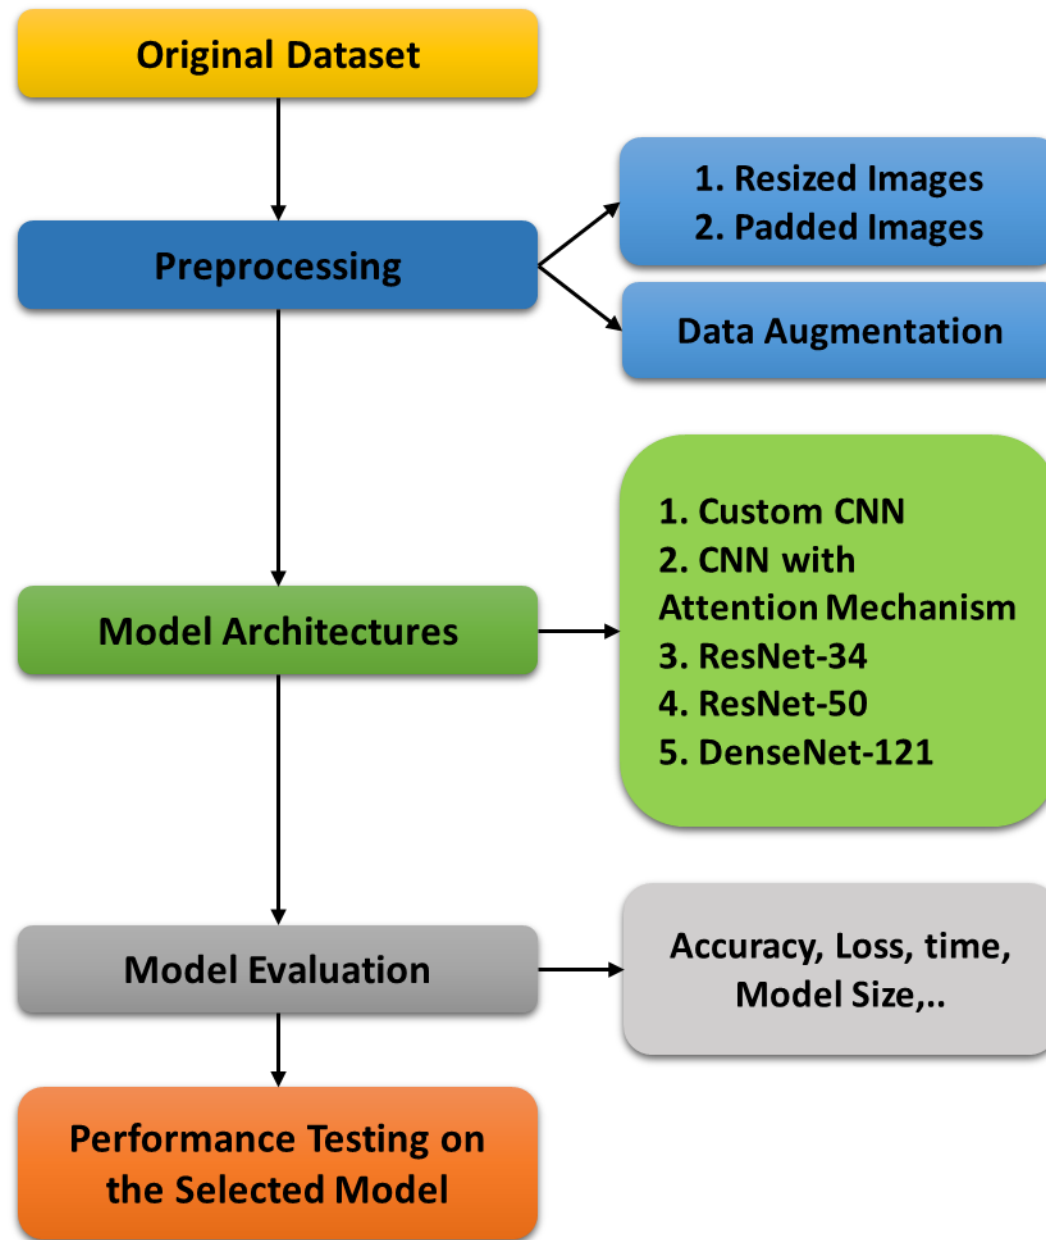 Original Dataset
1. Resized Images
2. Padded Images
Preprocessing
Data Augmentation
1. Custom CNN
2. CNN with
Attention Mechanism
3. ResNet-34
4. ResNet-50
5. DenseNet-121
Model Architectures
Accuracy, Loss, time,
Model Size,..
Model Evaluation
Performance Testing on
the Selected Model